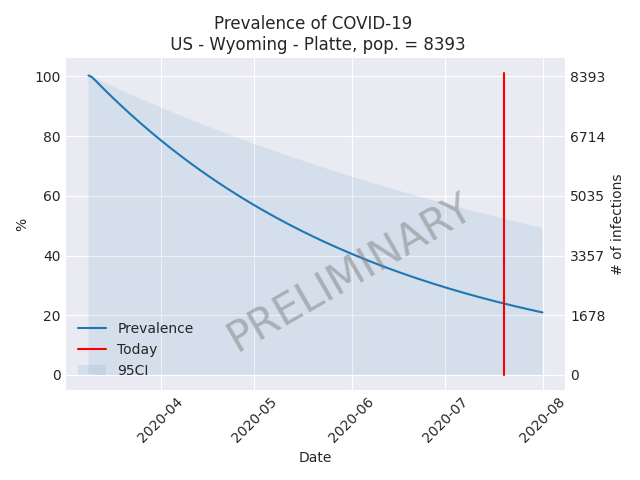 Prevalence of COVID-19
US - Wyoming - Platte, pop. = 8393
100
80
60
40
20
0
%
8393
6714
5035
3357
1678
0
# of infections
PRELIMINARY
Prevalence
Today
95CI
2020-04
2020-05
2020-06
2020-07
2020-08
Date